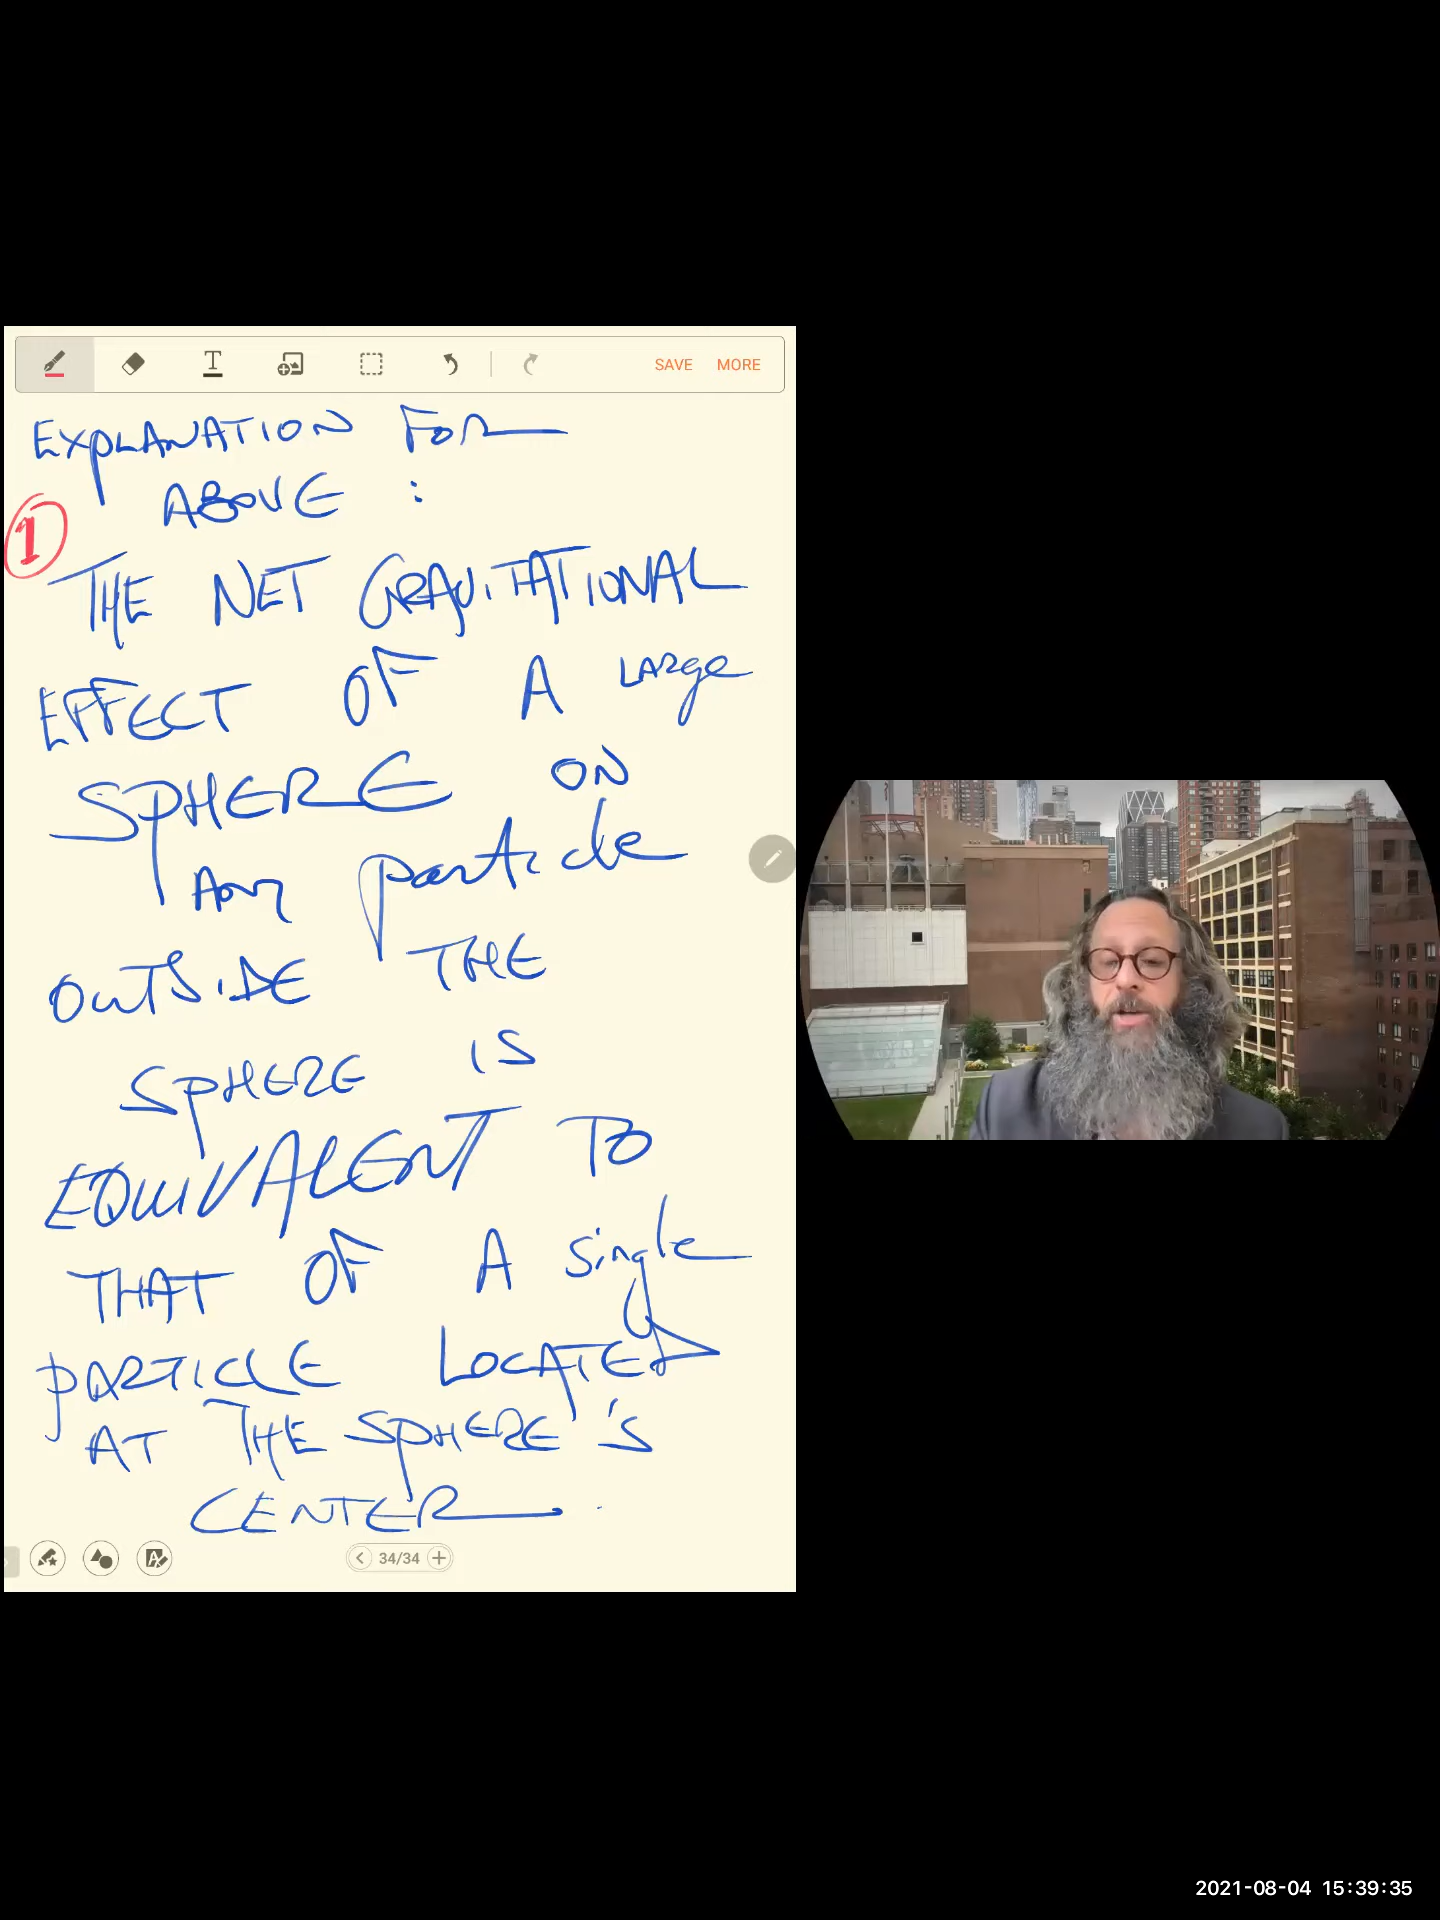 SAVE MORE
EXPLANATION FOR
ABOVE :
1
THE NET GRAVITATIONAL
EFFECT OF A LARGE
SPHERE ON
ANY particle
OUTSIDE THE
SPHERE IS
EQUIVALENT TO
THAT OF A single
PARTICLE LOCATED
AT THE SPHERE'S
CENTER.
34/34
2021-08-04 15:39:35